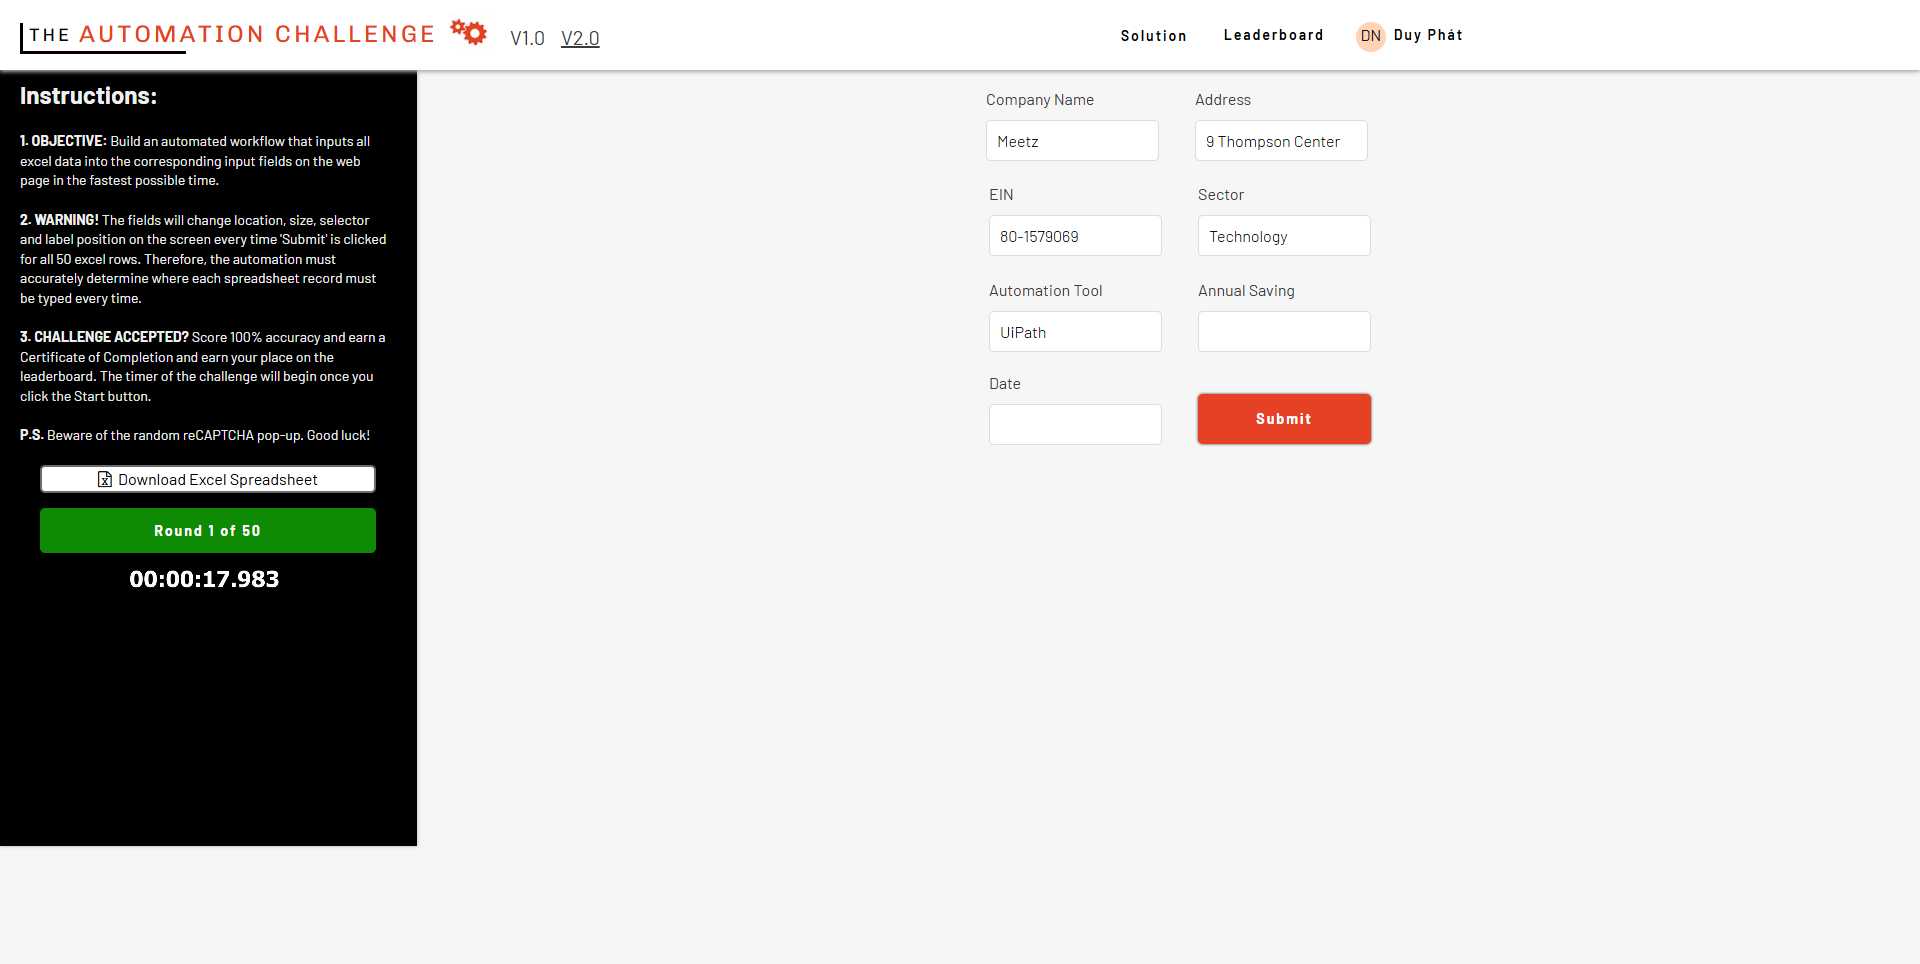 THE AUTOMATION CHALLENGE V1.0 V2.0 Solution Leaderboard DN Duy Phát
Instructions:
1. OBJECTIVE: Build an automated workflow that inputs all
excel data into the corresponding input fields on the web
page in the fastest possible time.
2. WARNING! The fields will change location, size, selector
and label position on the screen every time 'Submit' is clicked
for all 50 excel rows. Therefore, the automation must
accurately determine where each spreadsheet record must
be typed every time.
3. CHALLENGE ACCEPTED? Score 100% accuracy and earn a
Certificate of Completion and earn your place on the
leaderboard. The timer of the challenge will begin once you
click the Start button.
P.S. Beware of the random reCAPTCHA pop-up. Good luck!
Download Excel Spreadsheet
Round 1 of 50
00:00:17.983
Company Name Address
Meetz 9 Thompson Center
EIN Sector
80-1579069 Technology
Automation Tool Annual Saving
UiPath
Date
Submit